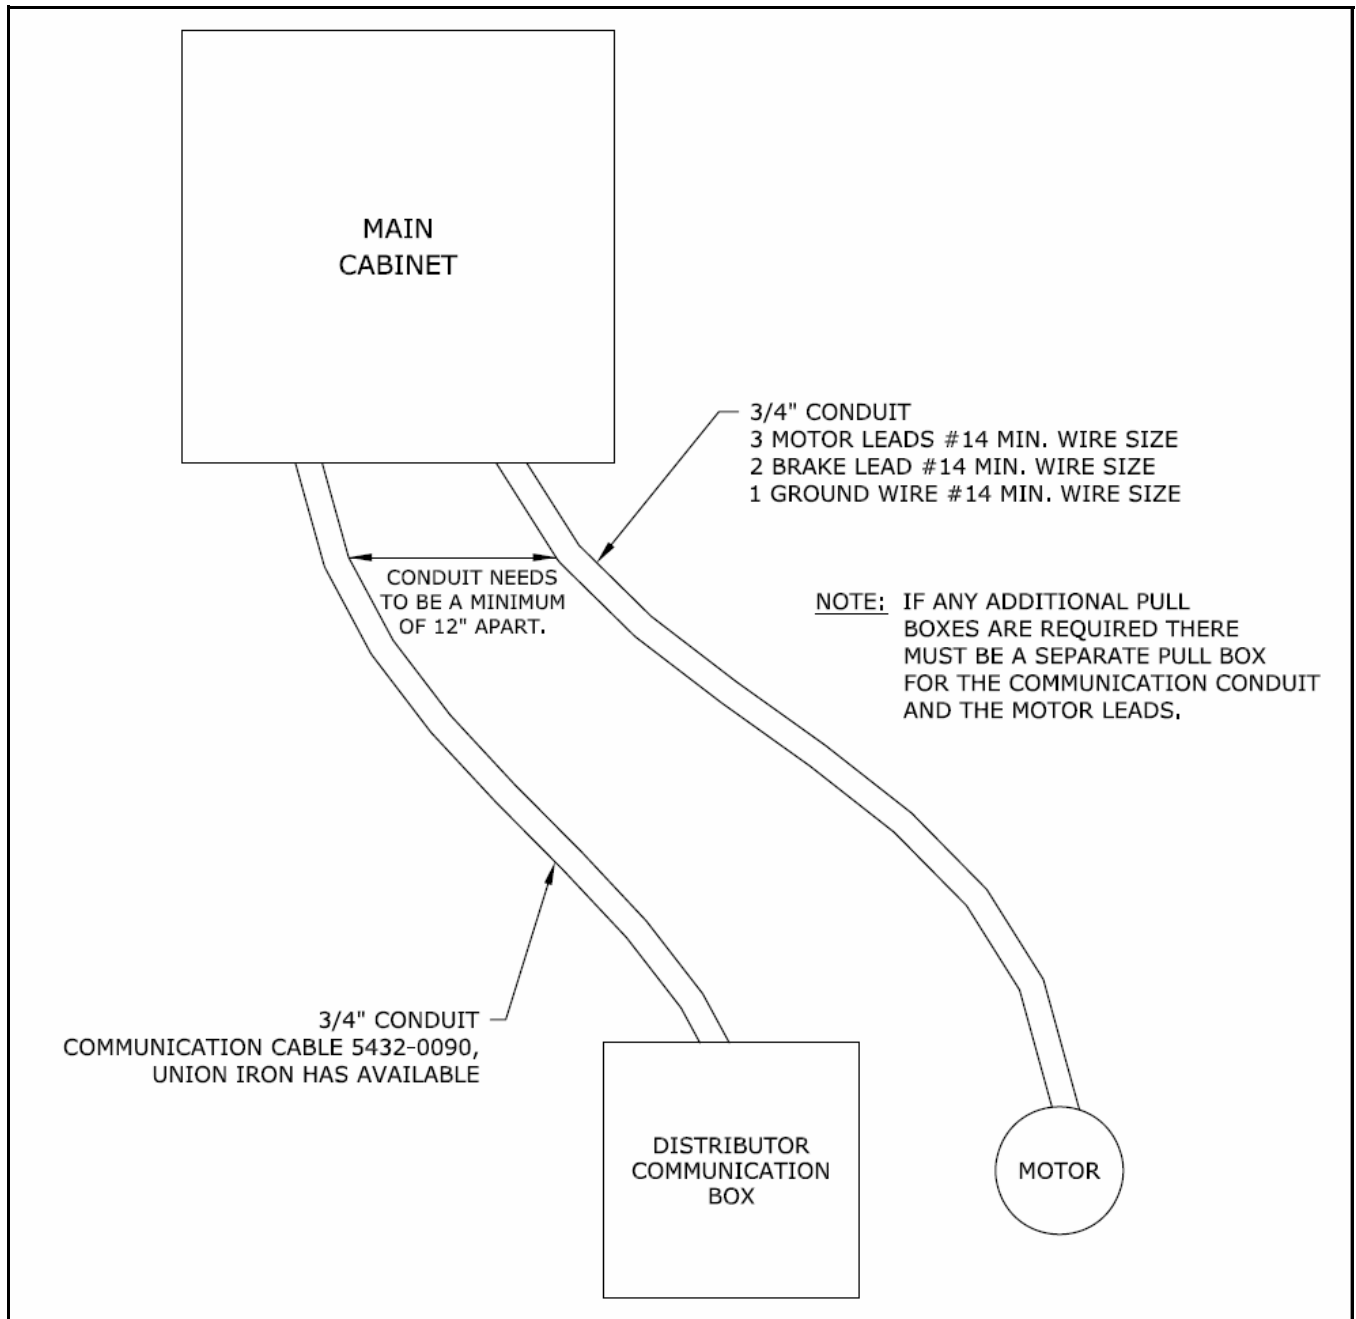 MAIN
CABINET
3/4" CONDUIT
3 MOTOR LEADS #14 MIN. WIRE SIZE
2 BRAKE LEAD #14 MIN. WIRE SIZE
1 GROUND WIRE #14 MIN. WIRE SIZE
CONDUIT NEEDS
TO BE A MINIMUM
OF 12" APART.
NOTE: IF ANY ADDITIONAL PULL
BOXES ARE REQUIRED THERE
MUST BE A SEPARATE PULL BOX
FOR THE COMMUNICATION CONDUIT
AND THE MOTOR LEADS.
3/4" CONDUIT
COMMUNICATION CABLE 5432-0090,
UNION IRON HAS AVAILABLE
DISTRIBUTOR
COMMUNICATION
BOX
MOTOR